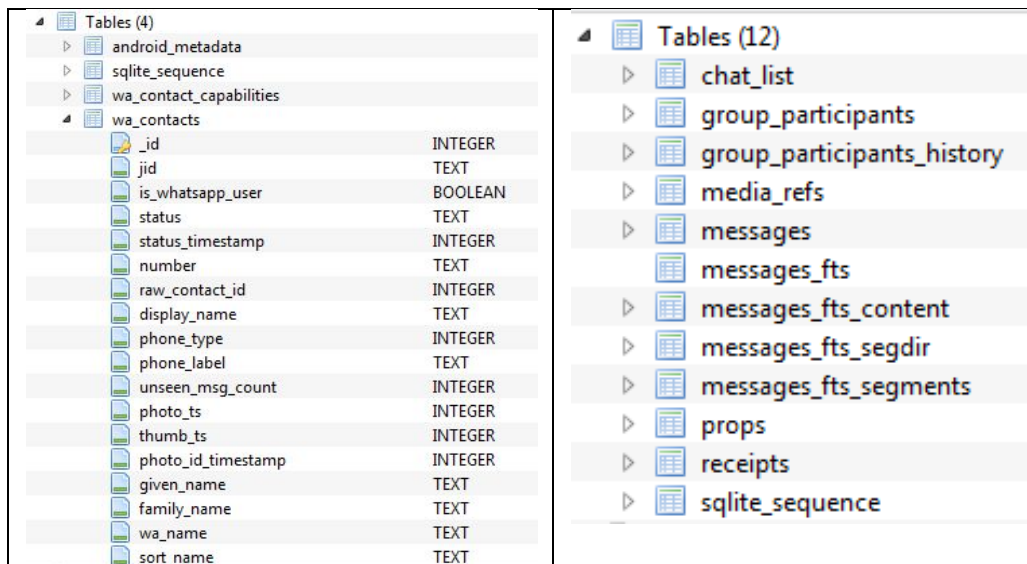 Tables (4)
android_metadata
sqlite_sequence
wa_contact_capabilities
wa_contacts
_id INTEGER
jid TEXT
is_whatsapp_user BOOLEAN
status TEXT
status_timestamp INTEGER
number TEXT
raw_contact_id INTEGER
display_name TEXT
phone_type INTEGER
phone_label TEXT
unseen_msg_count INTEGER
photo_ts INTEGER
thumb_ts INTEGER
photo_id_timestamp INTEGER
given_name TEXT
family_name TEXT
wa_name TEXT
sort_name TEXT
Tables (12)
chat_list
group_participants
group_participants_history
media_refs
messages
messages_fts
messages_fts_content
messages_fts_segdir
messages_fts_segments
props
receipts
sqlite_sequence